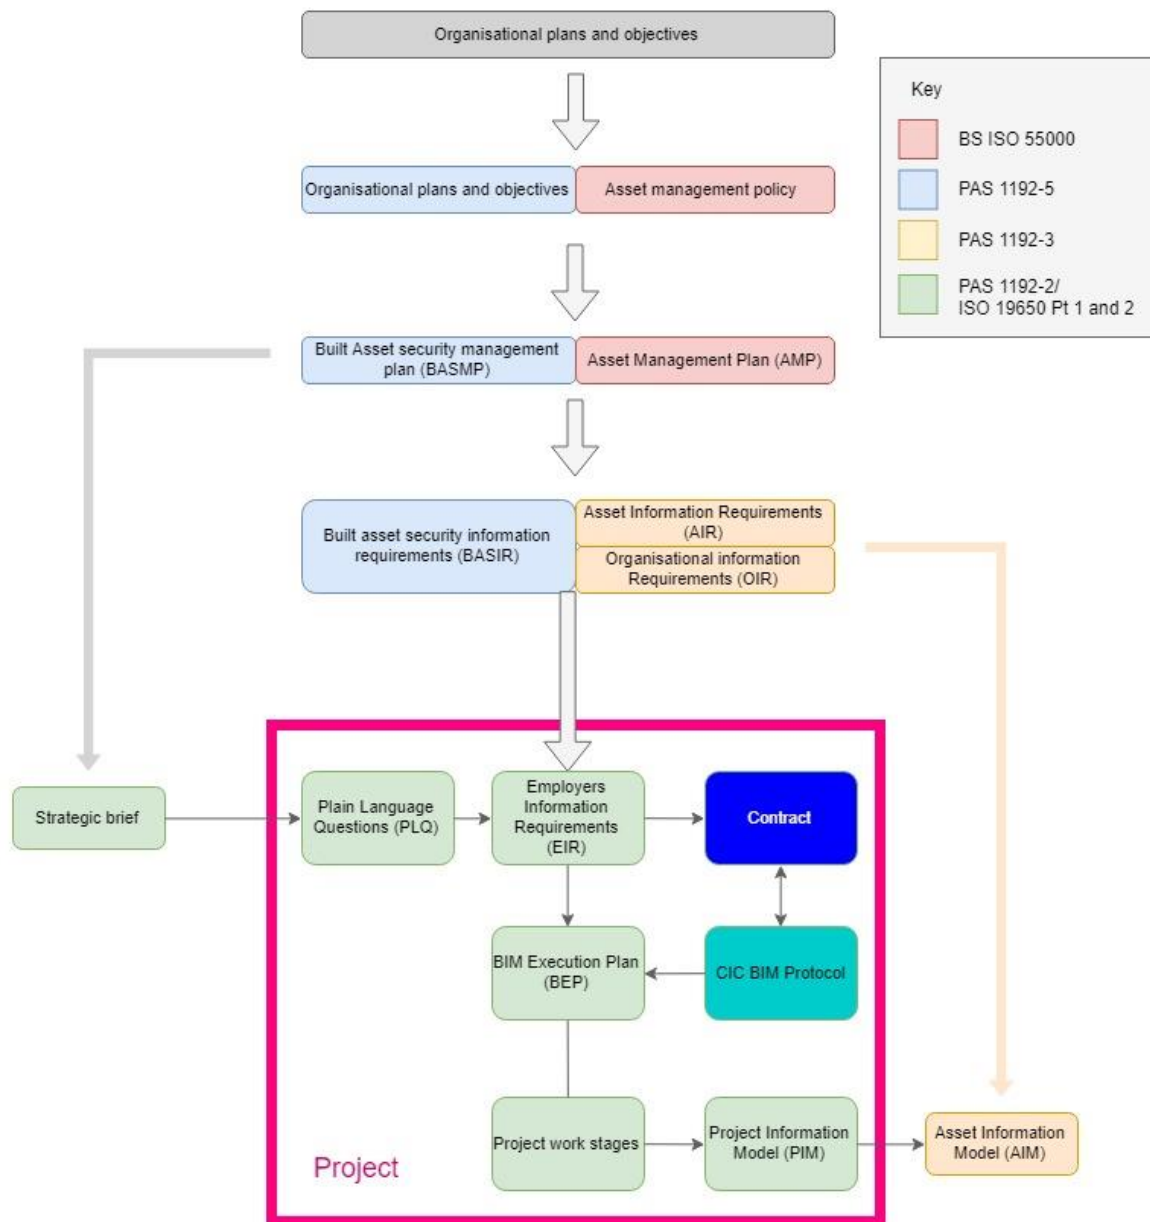 Organisational plans and objectives
Key
BS ISO 55000
PAS 1192-5
PAS 1192-3
PAS 1192-2/
ISO 19650 Pt 1 and 2
Organisational plans and objectives
Asset management policy
Built Asset security management
plan (BASMP)
Asset Management Plan (AMP)
Built asset security information
requirements (BASIR)
Asset Information Requirements
(AIR)
Organisational information
Requirements (OIR)
Strategic brief
Plain Language
Questions (PLQ)
Employers
Information
Requirements
(EIR)
Contract
BIM Execution Plan
(BEP)
CIC BIM Protocol
Project work stages
Project Information
Model (PIM)
Asset Information
Model (AIM)
Project